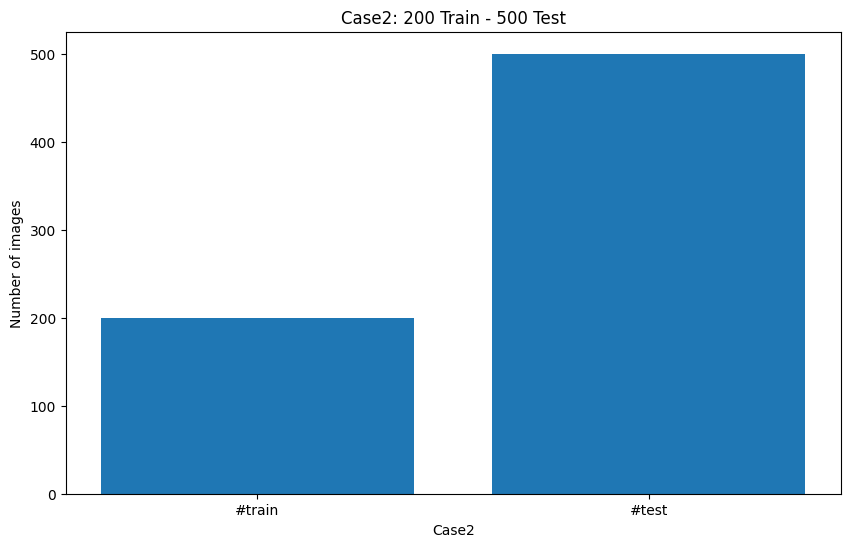 Case2: 200 Train - 500 Test
Number of images
500
400
300
200
100
0
#train
#test
Case2